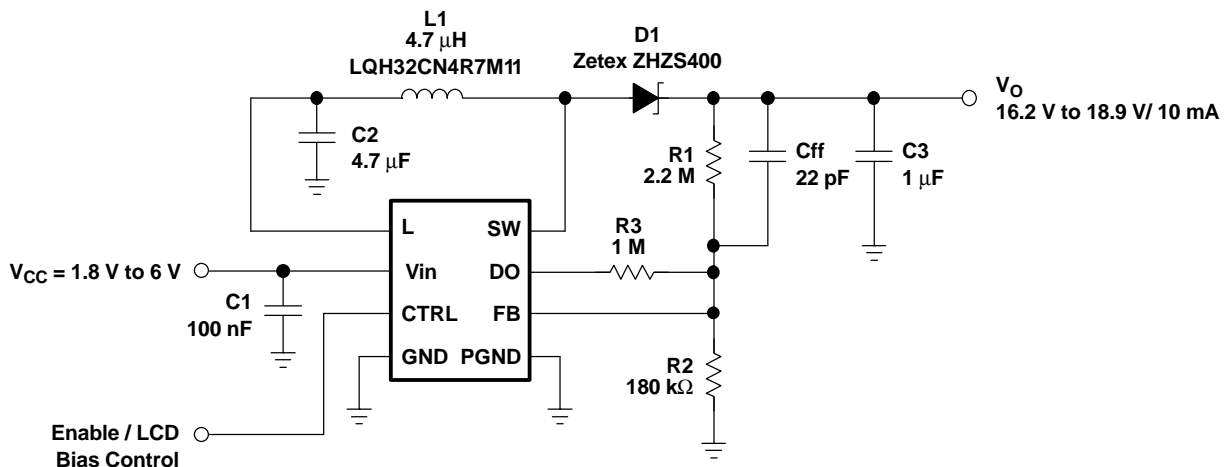 L1
4.7 μH
LQH32CN4R7M11
D1
Zetex ZHZS400
VO
16.2 V to 18.9 V/ 10 mA
C2
4.7 μF
R1
2.2 M
Cff
22 pF
C3
1 μF
L
SW
R3
1 M
VCC = 1.8 V to 6 V
Vin
DO
C1
100 nF
CTRL
FB
GND
PGND
R2
180 kΩ
Enable / LCD
Bias Control